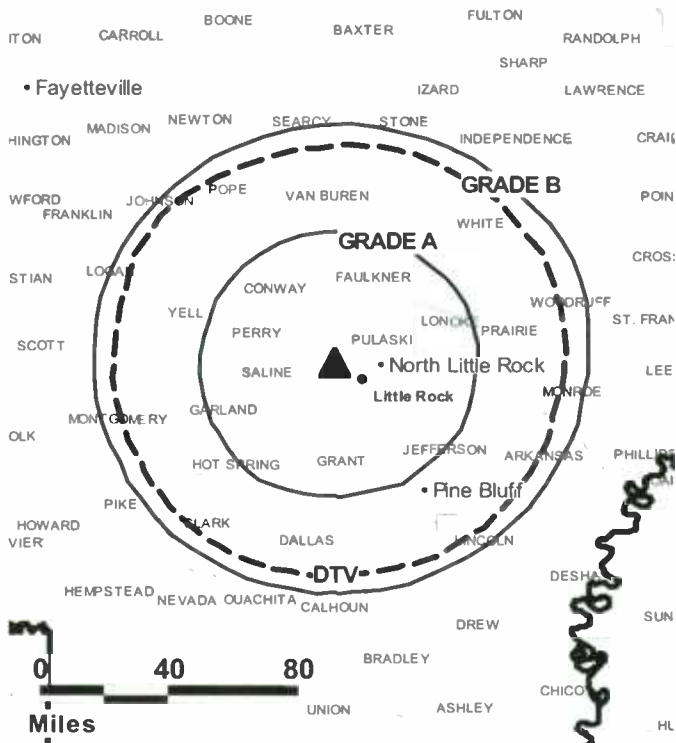 BOONE
FULTON
ITON
CARROLL
BAXTER
RANDOLPH
SHARP
Fayetteville
IZARD
LAWRENCE
NEWTON
SEARCY
STONE
MADISON
HINGTON
INDEPENDENCE
CRAIG
POPE
GRADE B
WFORD
JOHNSON
VAN BUREN
POIN
FRANKLIN
WHITE
GRADE A
CROSS
STIAN
LOGAN
FAULKNER
CONWAY
WOODRUFF
YELL
LONOKE
PRAIRIE
ST. FRAN
PERRY
PULASKI
SCOTT
SALINE
North Little Rock
LEE
Little Rock
MONROE
GARLAND
MONTGOMERY
OLK
JEFFERSON
ARKANSAS
PHILLIPS
HOT SPRING
GRANT
Pine Bluff
PIKE
HOWARD
CLARK
VIER
DALLAS
LINCOLN
DTV
DESHA
HEMPSTEAD
NEVADA
OUACHITA
CALHOUN
SUN
DREW
0
40
80
BRADLEY
CHICO
Miles
UNION
ASHLEY
HU